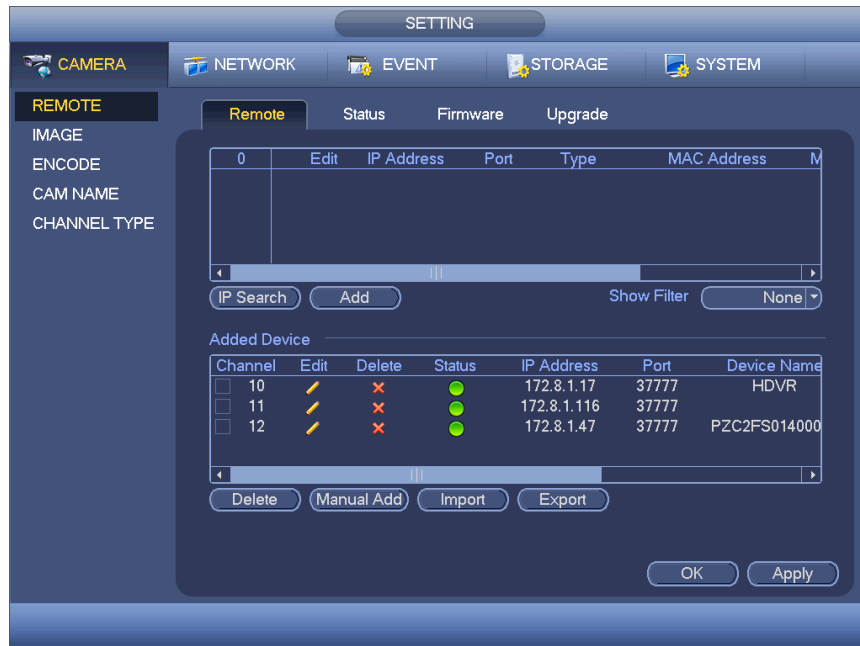 SETTING
CAMERA NETWORK EVENT STORAGE SYSTEM
REMOTE
IMAGE
ENCODE
CAM NAME
CHANNEL TYPE
Remote Status Firmware Upgrade
0 Edit IP Address Port Type MAC Address M
IP Search Add Show Filter None
Added Device
Channel Edit Delete Status IP Address Port Device Name
10 172.8.1.17 37777 HDVR
11 172.8.1.116 37777
12 172.8.1.47 37777 PZC2FS014000
Delete Manual Add Import Export
OK Apply